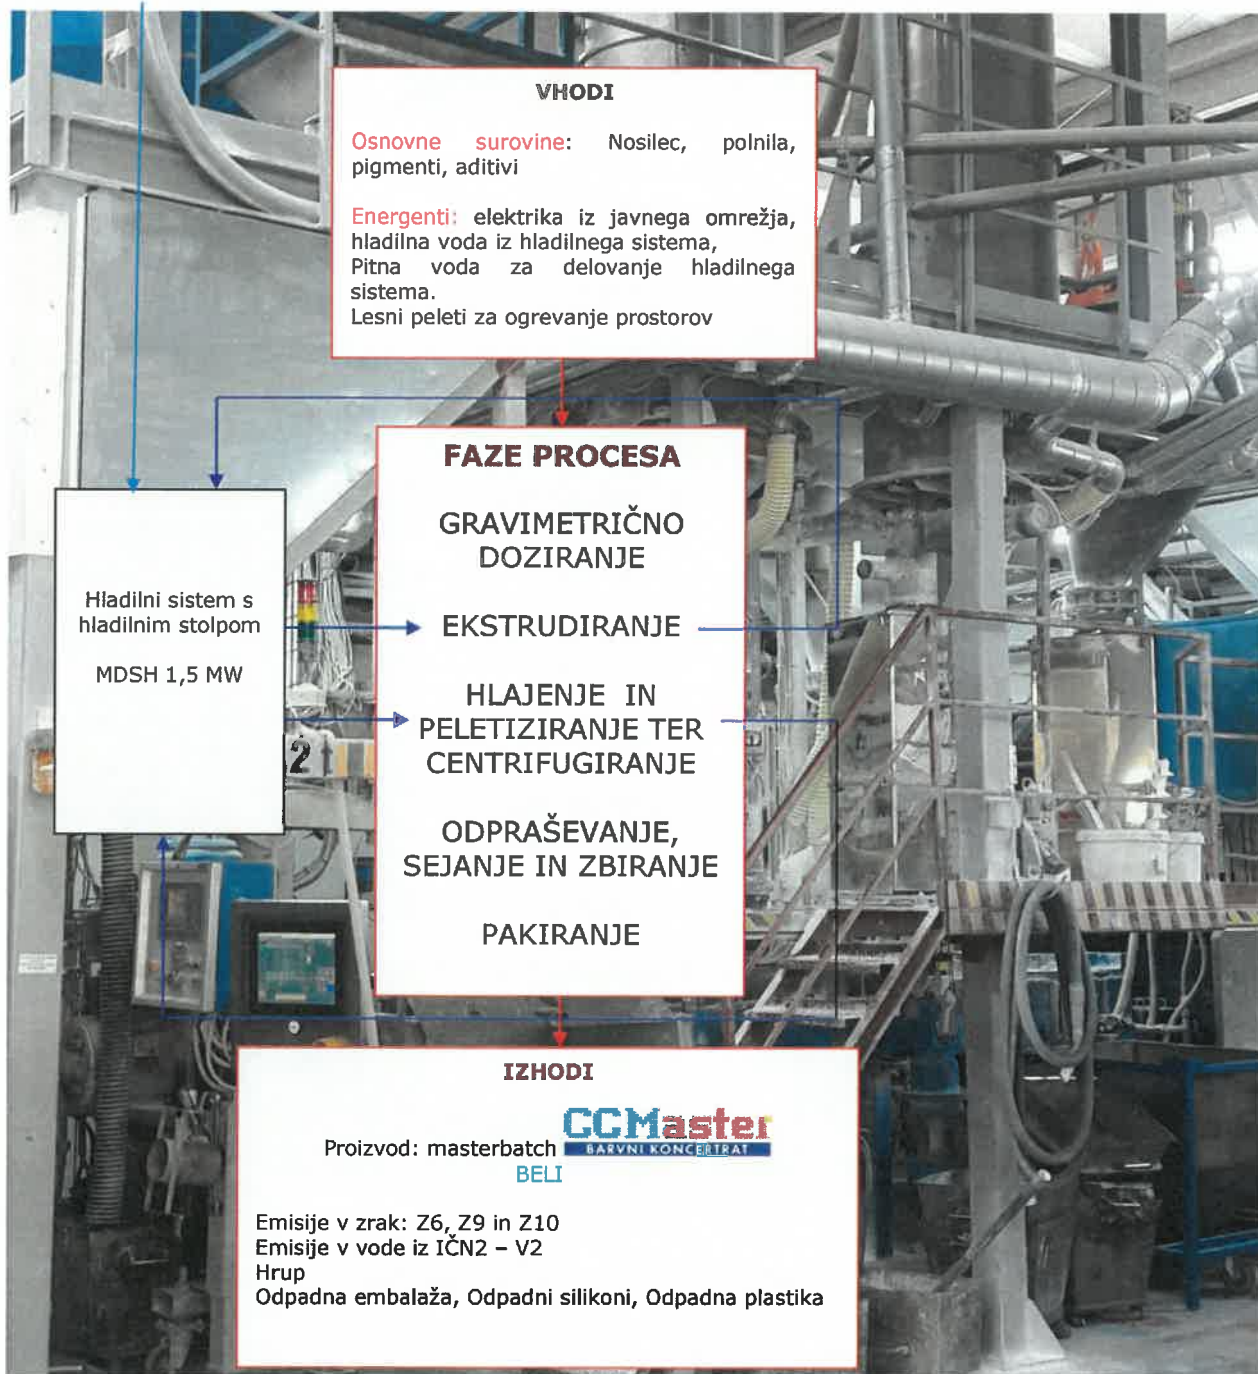 VHODI
Osnovne surovine: Nosilec, polnila,
pigmenti, aditivi
Energenti: elektrika iz javnega omrežja,
hladilna voda iz hladilnega sistema,
Pitna voda za delovanje hladilnega
sistema.
Lesni peleti za ogrevanje prostorov
FAZE PROCESA
GRAVIMETRIČNO
DOZIRANJE
EKSTRUDIRANJE
HLAJENJE IN
PELETIZIRANJE TER
CENTRIFUGIRANJE
ODPRAŠEVANJE,
SEJANJE IN ZBIRANJE
PAKIRANJE
Hladilni sistem s
hladilnim stolpom
MDSH 1,5 MW
2
IZHODI
Proizvod: masterbatch CCMaster
BARVNI KONCERTRAT
BELI
Emisije v zrak: Z6, Z9 in Z10
Emisije v vode iz IČN2 – V2
Hrup
Odpadna embalaža, Odpadni silikoni, Odpadna plastika